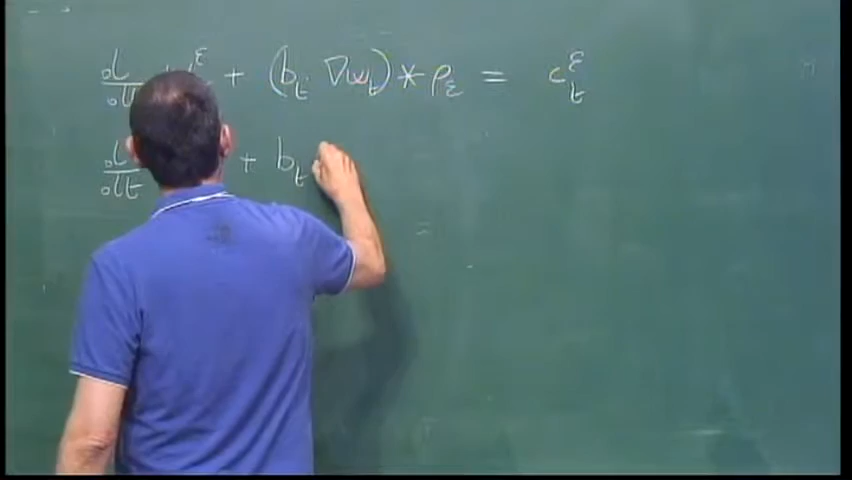 d/dt ε + (b_t · ∇w_t) * ρ_ε = c_t^ε
d/dt + b_t